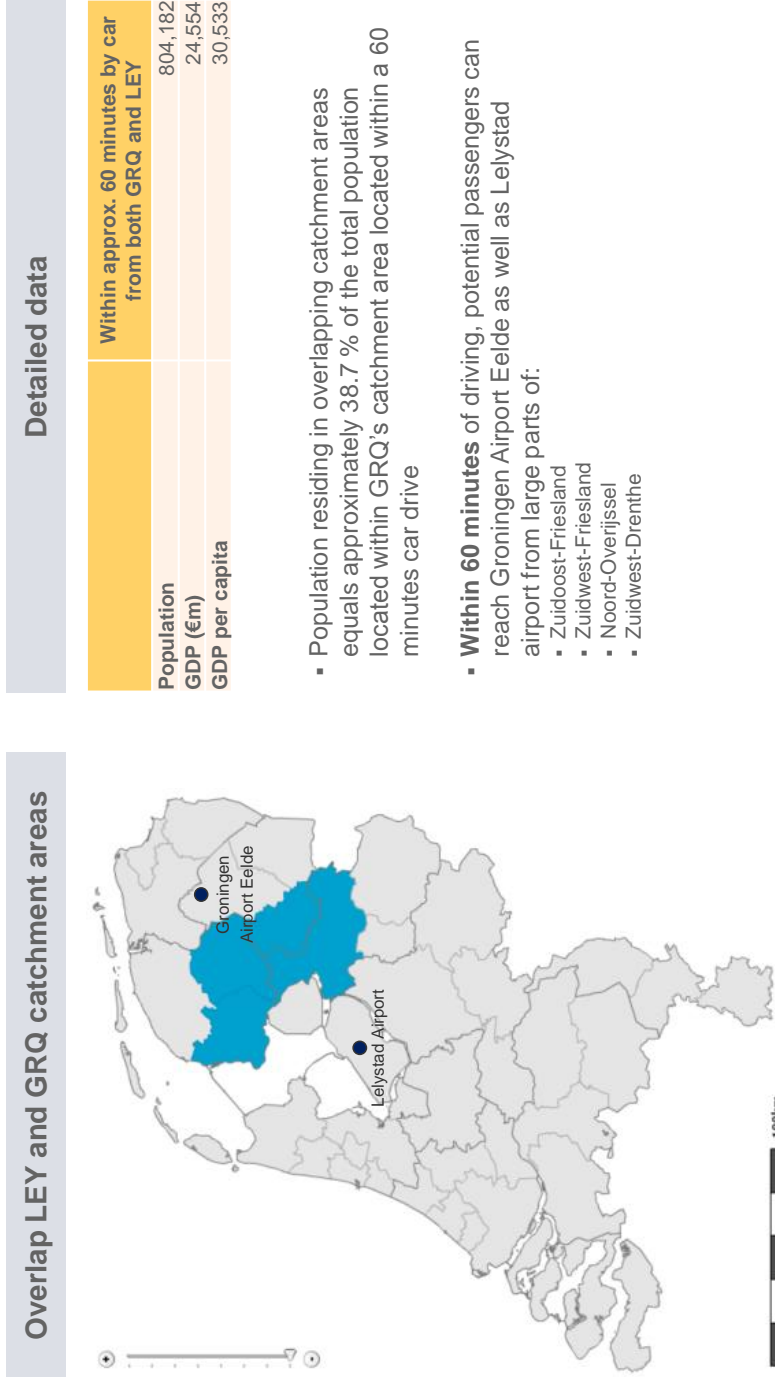 Overlap LEY and GRQ catchment areas
+
-
Groningen
Airport Eelde
Lelystad Airport
Detailed data
Within approx. 60 minutes by car
from both GRQ and LEY
Population 804,182
GDP (€m) 24,554
GDP per capita 30,533
▪ Population residing in overlapping catchment areas
equals approximately 38.7 % of the total population
located within GRQ's catchment area located within a 60
minutes car drive
▪ Within 60 minutes of driving, potential passengers can
reach Groningen Airport Eelde as well as Lelystad
airport from large parts of:
▪ Zuidoost-Friesland
▪ Zuidwest-Friesland
▪ Noord-Overijssel
▪ Zuidwest-Drenthe